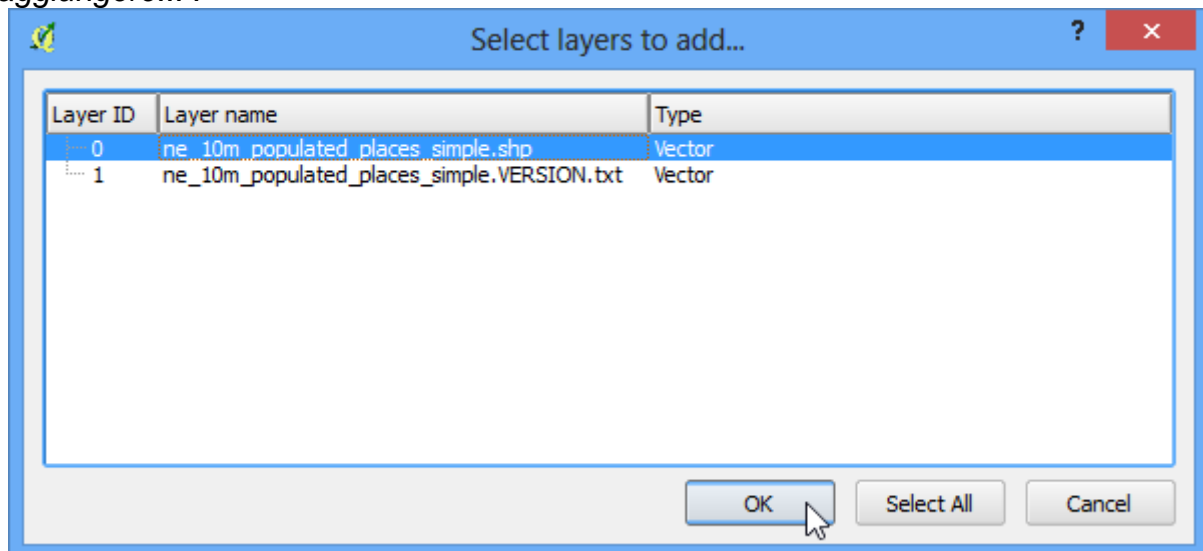 aggiungere... .
Select layers to add...
?
×
Layer ID Layer name Type
0 ne_10m_populated_places_simple.shp Vector
1 ne_10m_populated_places_simple.VERSION.txt Vector
OK Select All Cancel